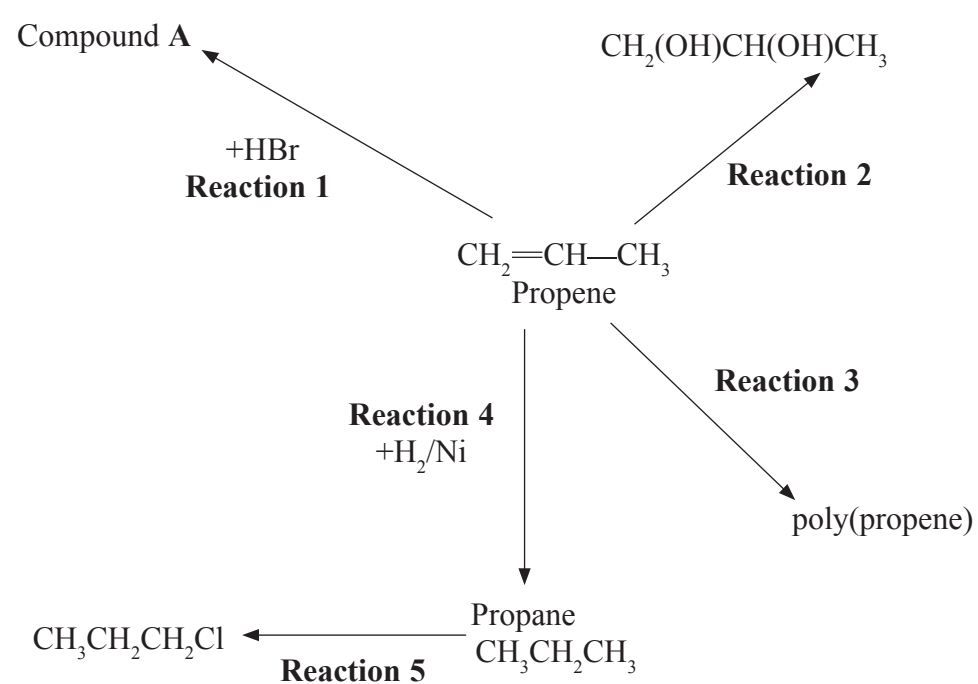 Compound A
CH₂(OH)CH(OH)CH₃
+HBr
Reaction 1
Reaction 2
CH₂=CH—CH₃
Propene
Reaction 3
Reaction 4
+H₂/Ni
poly(propene)
Propane
CH₃CH₂CH₃
CH₃CH₂CH₂Cl
Reaction 5